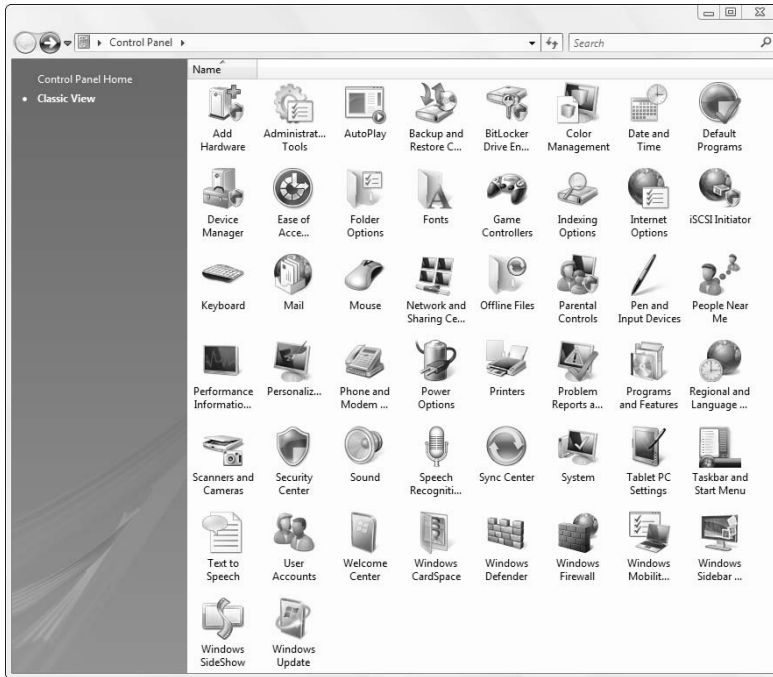 Control Panel
Search
Control Panel Home
Classic View
Name
Add Hardware
Administrat... Tools
AutoPlay
Backup and Restore C...
BitLocker Drive En...
Color Management
Date and Time
Default Programs
Device Manager
Ease of Acce...
Folder Options
Fonts
Game Controllers
Indexing Options
Internet Options
iSCSI Initiator
Keyboard
Mail
Mouse
Network and Sharing Ce...
Offline Files
Parental Controls
Pen and Input Devices
People Near Me
Performance Informatio...
Personaliz...
Phone and Modem ...
Power Options
Printers
Problem Reports a...
Programs and Features
Regional and Language ...
Scanners and Cameras
Security Center
Sound
Speech Recogniti...
Sync Center
System
Tablet PC Settings
Taskbar and Start Menu
Text to Speech
User Accounts
Welcome Center
Windows CardSpace
Windows Defender
Windows Firewall
Windows Mobilit...
Windows Sidebar ...
Windows SideShow
Windows Update